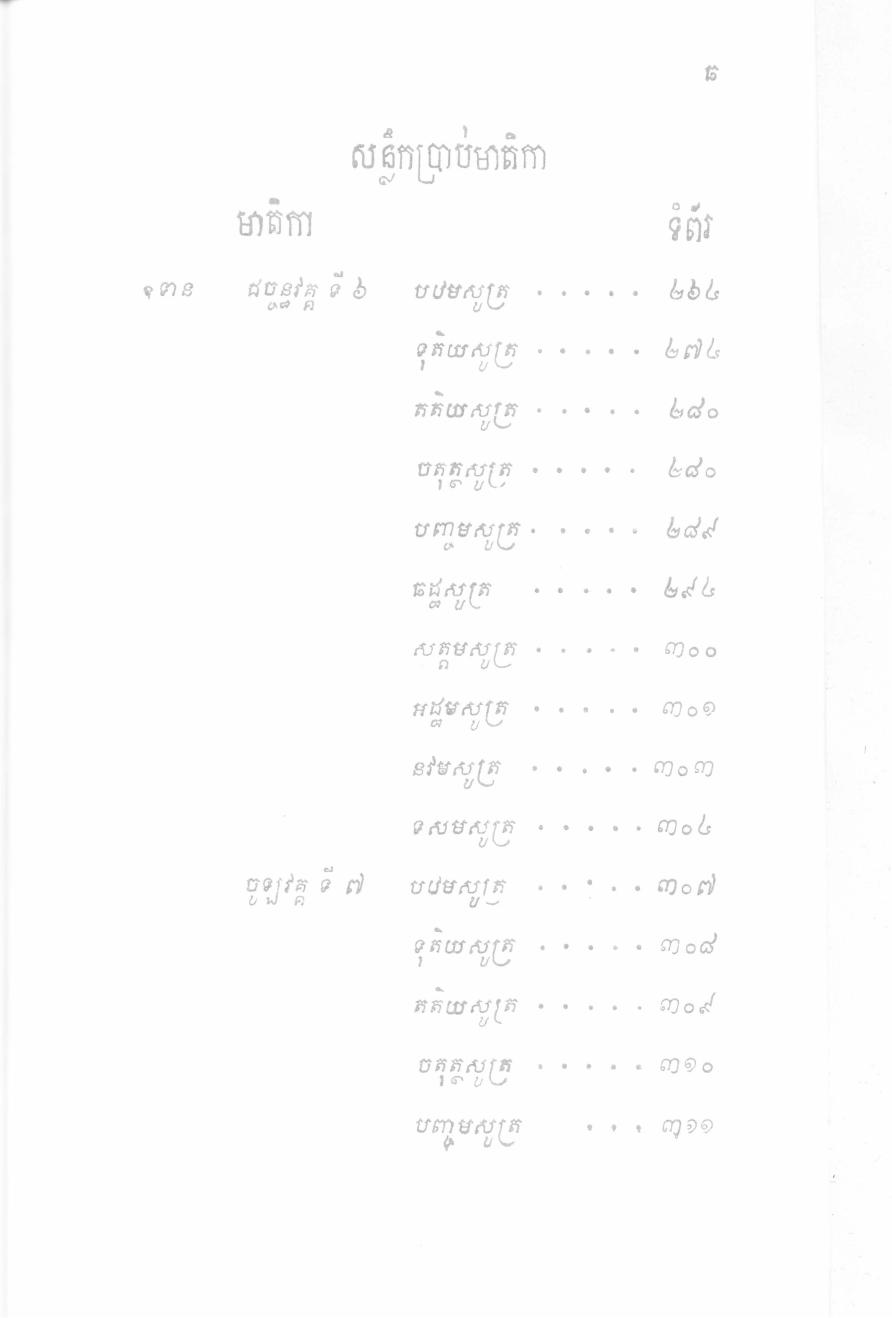 ឆ
សន្លឹកប្រាប់មាតិកា
មាតិកា ទំព័រ
ឧទាន ជច្ចន្ធវគ្គ ទី ៦ បឋមសូត្រ · · · · · ២៦៤
ទុតិយសូត្រ · · · · · ២៧៤
តតិយសូត្រ · · · · · ២៨០
ចតុត្ថសូត្រ · · · · · ២៨០
បញ្ចមសូត្រ · · · · · ២៨៩
ឆដ្ឋសូត្រ · · · · · ២៩៤
សត្តមសូត្រ · · · · · ៣០០
អដ្ឋមសូត្រ · · · · · ៣០១
នវមសូត្រ · · · · · ៣០៣
ទសមសូត្រ · · · · · ៣០៤
ចូឡវគ្គ ទី ៧ បឋមសូត្រ · · · · · ៣០៧
ទុតិយសូត្រ · · · · · ៣០៨
តតិយសូត្រ · · · · · ៣០៩
ចតុត្ថសូត្រ · · · · · ៣១០
បញ្ចមសូត្រ · · · ៣១១